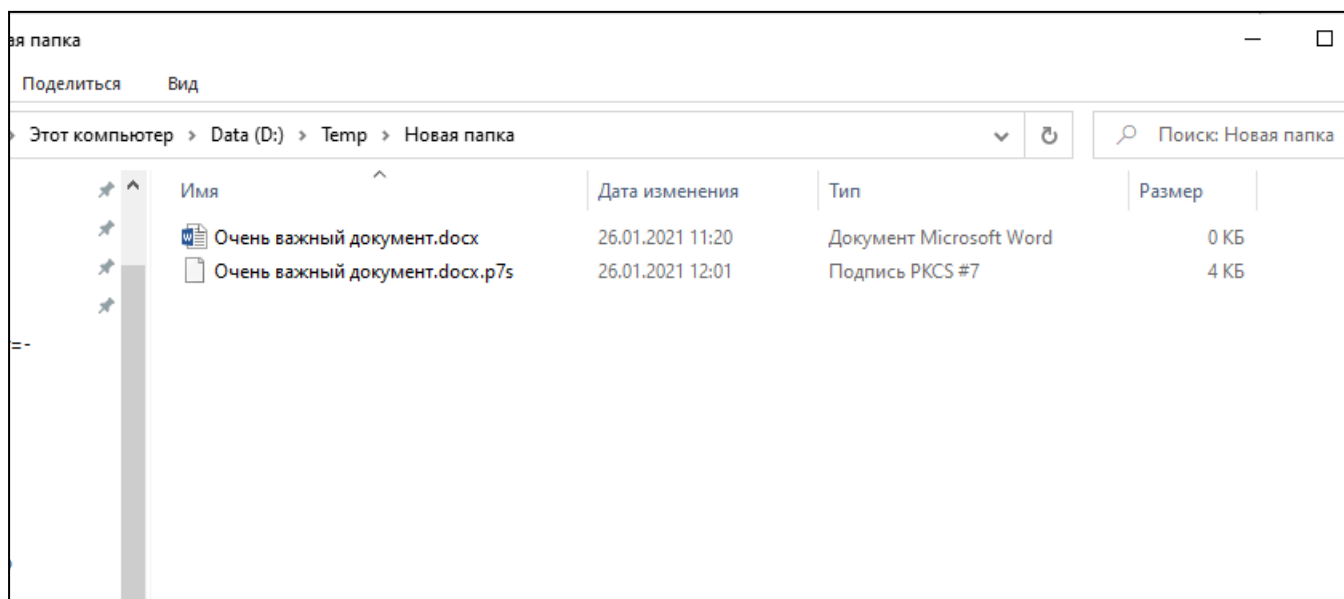 ая папка
Поделиться Вид
Этот компьютер > Data (D:) > Temp > Новая папка Поиск: Новая папка
Имя Дата изменения Тип Размер
Очень важный документ.docx 26.01.2021 11:20 Документ Microsoft Word 0 КБ
Очень важный документ.docx.p7s 26.01.2021 12:01 Подпись PKCS #7 4 КБ
=-